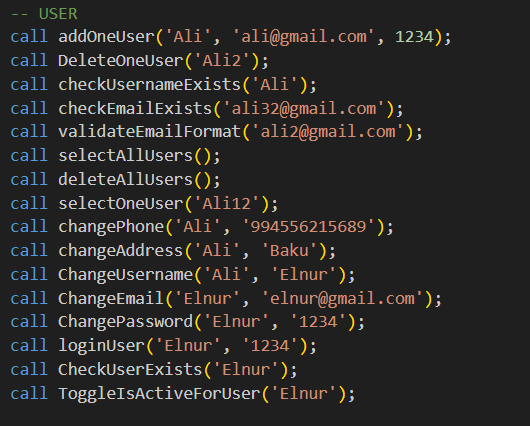 -- USER
call addOneUser('Ali', 'ali@gmail.com', 1234);
call DeleteOneUser('Ali2');
call checkUsernameExists('Ali');
call checkEmailExists('ali32@gmail.com');
call validateEmailFormat('ali2@gmail.com');
call selectAllUsers();
call deleteAllUsers();
call selectOneUser('Ali12');
call changePhone('Ali', '994556215689');
call changeAddress('Ali', 'Baku');
call ChangeUsername('Ali', 'Elnur');
call ChangeEmail('Elnur', 'elnur@gmail.com');
call ChangePassword('Elnur', '1234');
call loginUser('Elnur', '1234');
call CheckUserExists('Elnur');
call ToggleIsActiveForUser('Elnur');